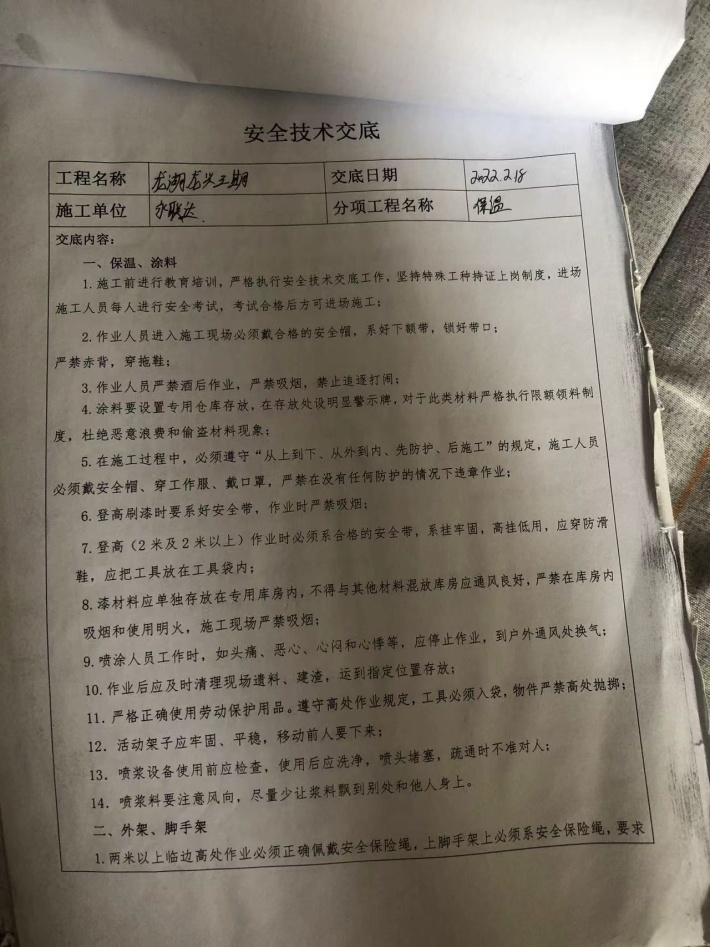 安全技术交底
工程名称 龙湖龙兴工期 交底日期 2022.2.18
施工单位 永联达 分项工程名称 保温
交底内容：
一、保温、涂料
1.施工前进行教育培训，严格执行安全技术交底工作，坚持特殊工种持证上岗制度，进场
施工人员每人进行安全考试，考试合格后方可进场施工；
2.作业人员进入施工现场必须戴合格的安全帽，系好下额带，锁好带口；
严禁赤背，穿拖鞋；
3.作业人员严禁酒后作业，严禁吸烟，禁止追逐打闹；
4.涂料要设置专用仓库存放，在存放处设明显警示牌，对于此类材料严格执行限额领料制
度，杜绝恶意浪费和偷盗材料现象；
5.在施工过程中，必须遵守“从上到下、从外到内、先防护、后施工”的规定，施工人员
必须戴安全帽、穿工作服、戴口罩，严禁在没有任何防护的情况下违章作业；
6.登高刷漆时要系好安全带，作业时严禁吸烟；
7.登高（2米及2米以上）作业时必须系合格的安全带，系挂牢固，高挂低用，应穿防滑
鞋，应把工具放在工具袋内；
8.漆材料应单独存放在专用库房内，不得与其他材料混放库房应通风良好，严禁在库房内
吸烟和使用明火，施工现场严禁吸烟；
9.喷涂人员工作时，如头痛、恶心、心闷和心悸等，应停止作业，到户外通风处换气；
10.作业后应及时清理现场遗料、建渣，运到指定位置存放；
11.严格正确使用劳动保护用品。遵守高处作业规定，工具必须入袋，物件严禁高处抛掷；
12.活动架子应牢固、平稳，移动前人要下来；
13.喷浆设备使用前应检查，使用后应洗净，喷头堵塞，疏通时不准对人；
14.喷浆料要注意风向，尽量少让浆料飘到别处和他人身上。
二、外架、脚手架
1.两米以上临边高处作业必须正确佩戴安全保险绳，上脚手架上必须系安全保险绳，要求